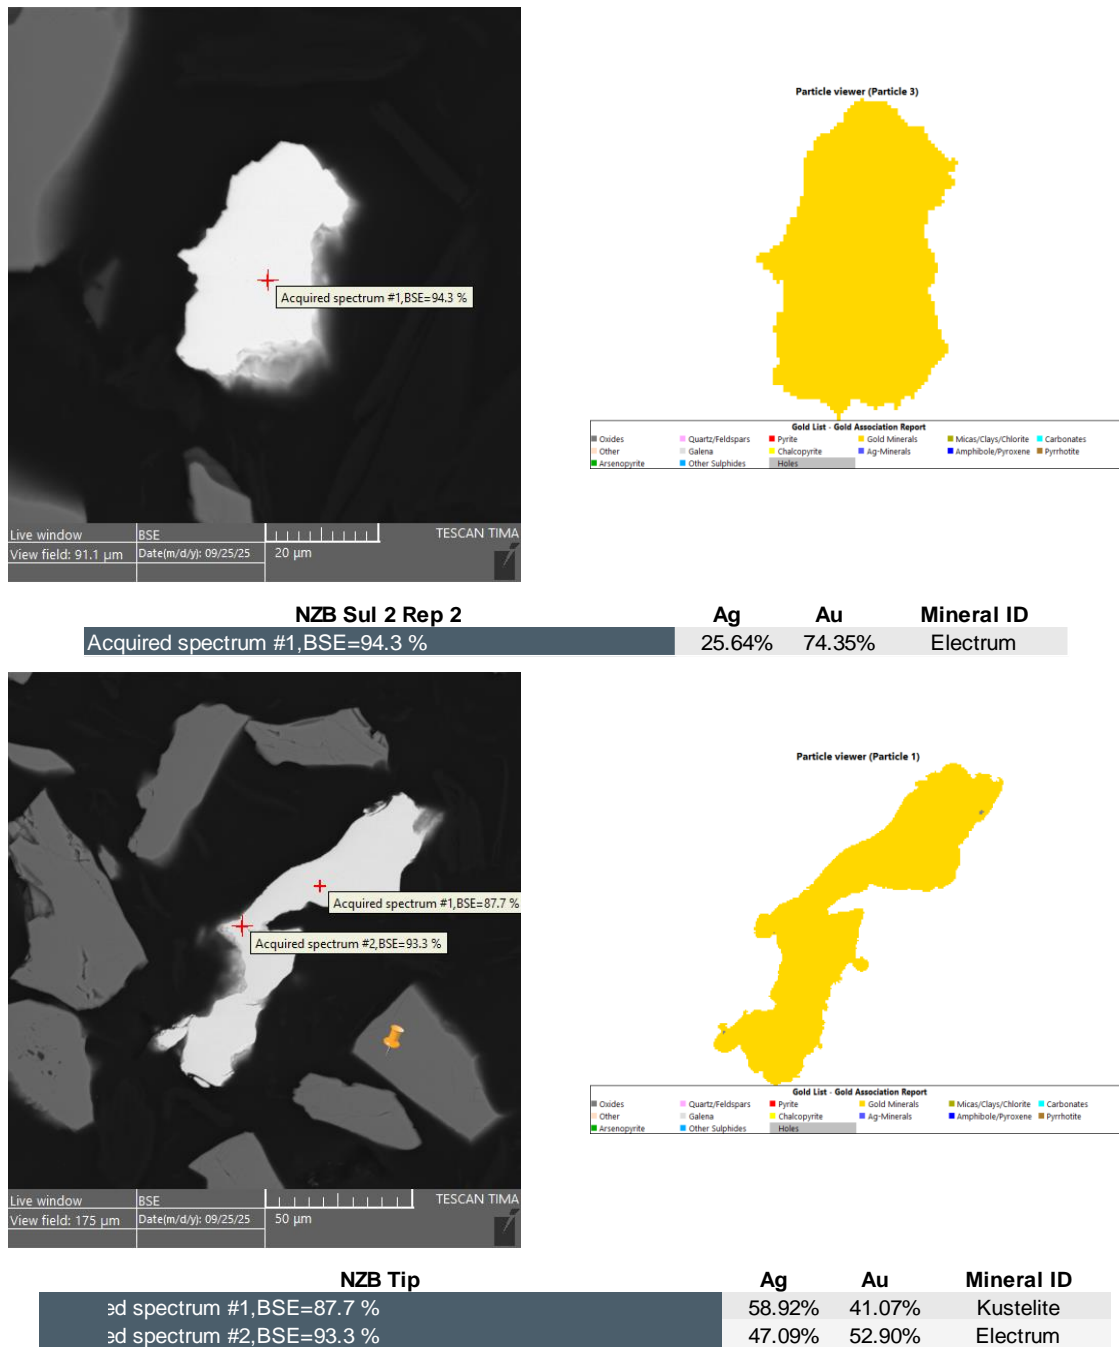 Particle viewer (Particle 3)
Acquired spectrum #1,BSE=94.3 %
Gold List - Gold Association Report
Oxides Quartz/Feldspars Pyrite Gold Minerals Micas/Clays/Chlorite Carbonates
Other Galena Chalcopyrite Ag-Minerals Amphibole/Pyroxene Pyrrhotite
Arsenopyrite Other Sulphides Holes
Live window BSE TESCAN TIMA
View field: 91.1 µm Date(m/d/y): 09/25/25 20 µm
NZB Sul 2 Rep 2 Ag Au Mineral ID
Acquired spectrum #1,BSE=94.3 % 25.64% 74.35% Electrum
Particle viewer (Particle 1)
Acquired spectrum #1,BSE=87.7 %
Acquired spectrum #2,BSE=93.3 %
Gold List - Gold Association Report
Oxides Quartz/Feldspars Pyrite Gold Minerals Micas/Clays/Chlorite Carbonates
Other Galena Chalcopyrite Ag-Minerals Amphibole/Pyroxene Pyrrhotite
Arsenopyrite Other Sulphides Holes
Live window BSE TESCAN TIMA
View field: 175 µm Date(m/d/y): 09/25/25 50 µm
NZB Tip Ag Au Mineral ID
ed spectrum #1,BSE=87.7 % 58.92% 41.07% Kustelite
ed spectrum #2,BSE=93.3 % 47.09% 52.90% Electrum